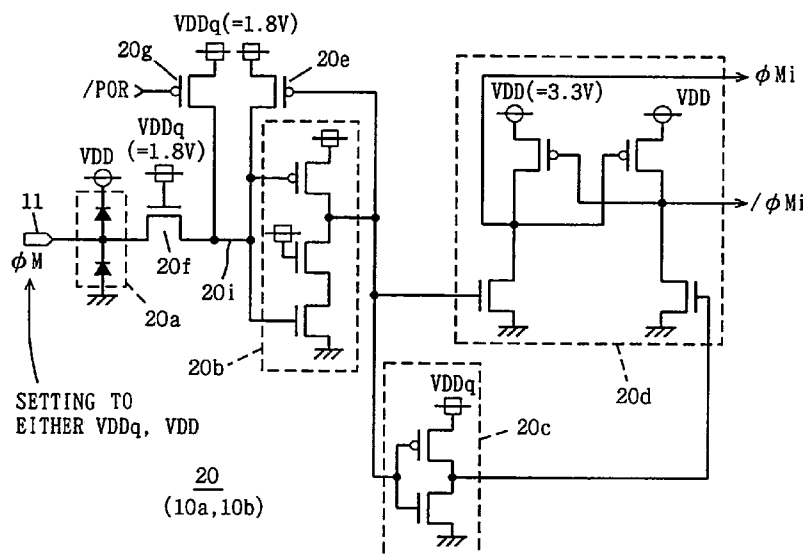 VDDq(=1.8V)
20g
20e
/POR
φMi
VDD(=3.3V)
VDD
VDDq
(=1.8V)
VDD
11
/φMi
φM
20f
20i
20a
20b
20d
VDDq
20c
SETTING TO
EITHER VDDq, VDD
20
(10a,10b)